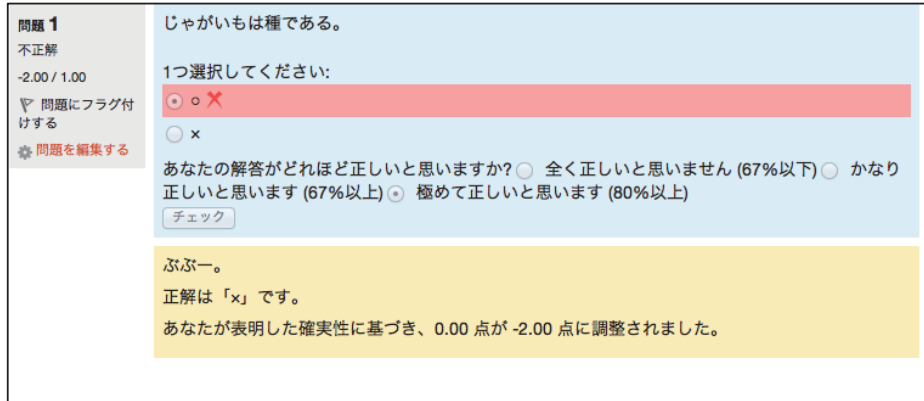 問題 1
不正解
-2.00 / 1.00
問題にフラグ付
けする
問題を編集する
じゃがいもは種である。
1つ選択してください:
○
×
あなたの解答がどれほど正しいと思いますか? 全く正しいと思いません (67%以下) かなり
正しいと思います (67%以上) 極めて正しいと思います (80%以上)
チェック
ぶぶー。
正解は「×」です。
あなたが表明した確実性に基づき、0.00 点が -2.00 点に調整されました。